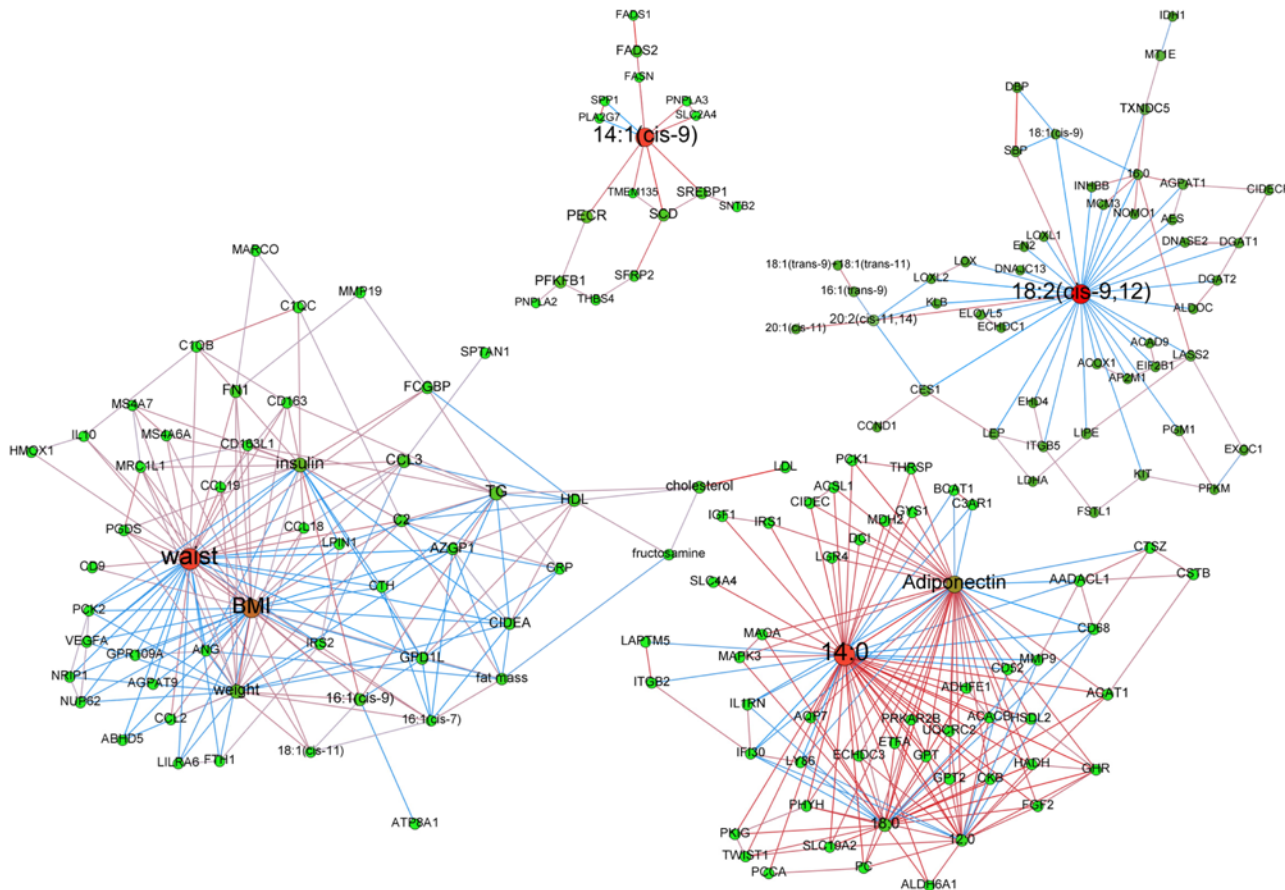 FADS1
FADS2
FASN
SPP1
PNPLA3
PLA2G7
SLC2A4
14:1(cis-9)
TMEM135
SREBP1
PECR
SCD
SNTB2
PFKFB1
SFRP2
PNPLA2
THBS4
IDH1
MT1E
DBP
TXNDC5
18:1(cis-9)
SBP
16:0
INHBB
AGPAT1
CIDECP
MCM3
NOMO1
AES
LOXL1
EN2
DNASE2
DGAT1
18:1(trans-9)+18:1(trans-11)
LOX
DNAJC13
LOXL2
DGAT2
16:1(trans-9)
18:2(cis-9,12)
KLB
ALDOC
ELOVL5
20:1(cis-11)
20:2(cis-11,14)
ECHDC1
ACAD9
LASS2
ACOX1
EIF2B1
AP2M1
CES1
EHD4
CCND1
LEP
ITGB5
LIPE
PGM1
EXOC1
LDHA
KIT
PFKM
FSTL1
MARCO
MMP19
C1QC
C1QB
SPTAN1
FN1
FCGBP
MS4A7
CD163
IL10
MS4A6A
CD163L1
HMOX1
MRC1L1
insulin
CCL3
CCL19
TG
HDL
cholesterol
LDL
PGDS
CCL18
C2
LPIN1
AZGP1
fructosamine
waist
CD9
CRP
CTH
BMI
PCK2
CIDEA
VEGFA
ANG
IRS2
GPR109A
GPD1L
NRIP1
AGPAT9
weight
fat mass
NUP62
16:1(cis-9)
CCL2
16:1(cis-7)
ABHD5
18:1(cis-11)
LILRA6
FTH1
ATP8A1
PCK1
THRSP
ACSL1
BCAT1
CIDEC
C3AR1
IGF1
IRS1
GYS1
MDH2
DCI
LGR4
CTSZ
SLC4A4
Adiponectin
AADACL1
CSTB
MAOA
CD68
LAPTM5
MAPK3
14:0
MMP9
CD52
ITGB2
ADHFE1
ACAT1
IL1RN
ACP7
PRKAR2B
ACACB
HSDL2
UQCRC2
IFI30
ETFA
ECHDC3
LY86
GPT
HADH
GHR
GPT2
CKB
PHYH
FGF2
18:0
PKIG
12:0
SLC19A2
TWIST1
PC
PCCA
ALDH6A1